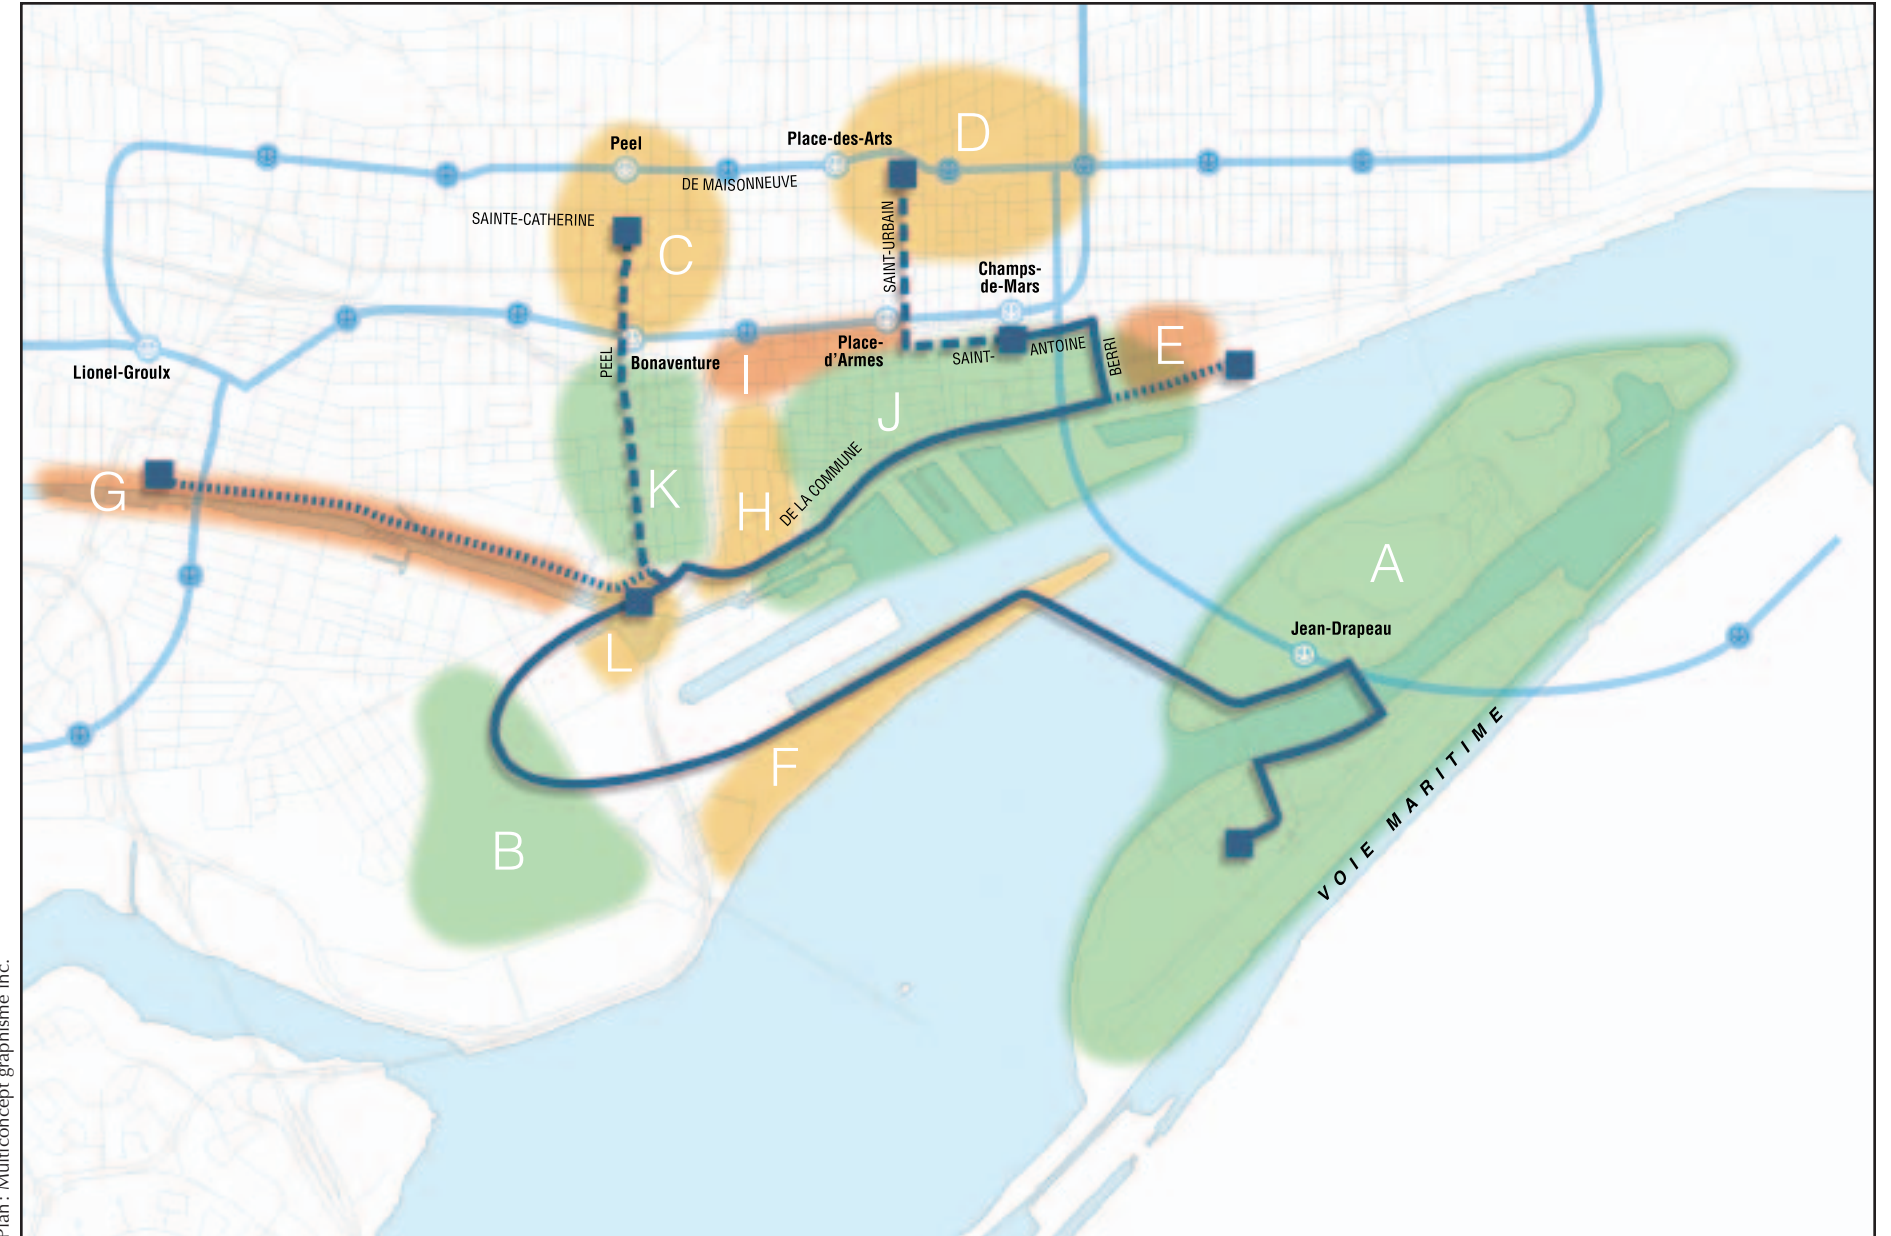 Peel
Place-des-Arts
D
DE MAISONNEUVE
SAINTE-CATHERINE
C
SAINT-URBAIN
Champs-
de-Mars
Lionel-Groulx
PEEL
Bonaventure
I
Place-
d'Armes
SAINT-
ANTOINE
BERRI
E
J
G
K
H
DE LA COMMUNE
A
L
Jean-Drapeau
F
B
VOIE MARITIME
Plan : Multiconcept graphisme inc.